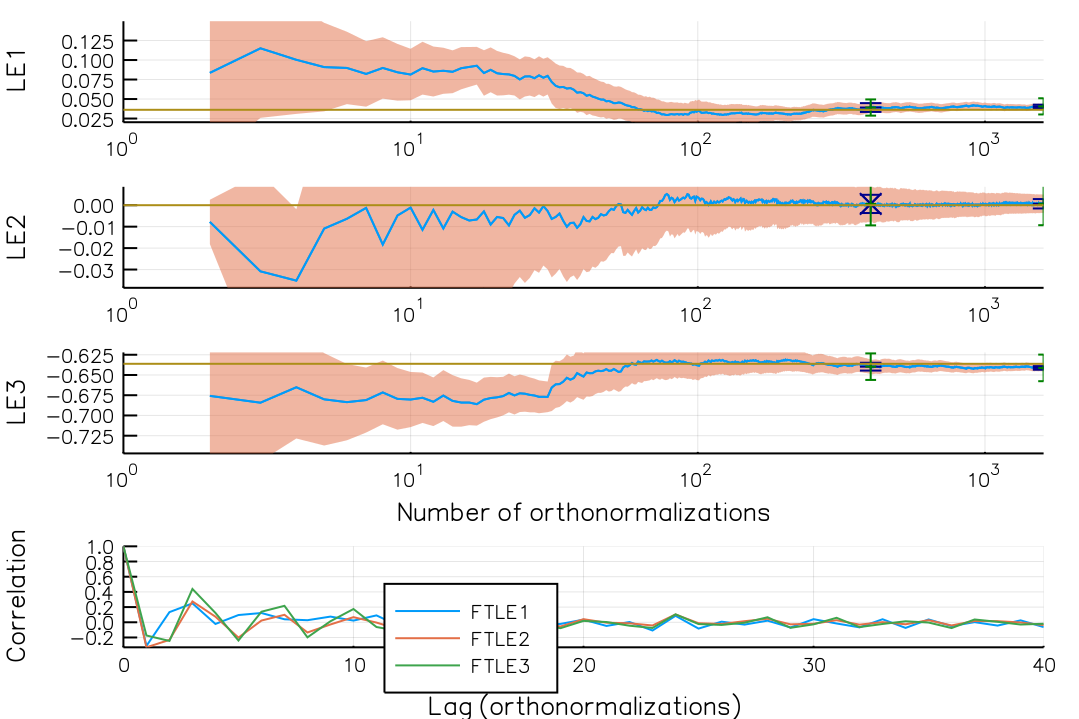 LE1
0.125
0.100
0.075
0.050
0.025
10^0 10^1 10^2 10^3
LE2
0.00
−0.01
−0.02
−0.03
10^0 10^1 10^2 10^3
LE3
−0.625
−0.650
−0.675
−0.700
−0.725
10^0 10^1 10^2 10^3
Number of orthonormalizations
Correlation
1.0
0.8
0.6
0.4
0.2
0.0
−0.2
FTLE1
FTLE2
FTLE3
0 10 20 30 40
Lag (orthonormalizations)